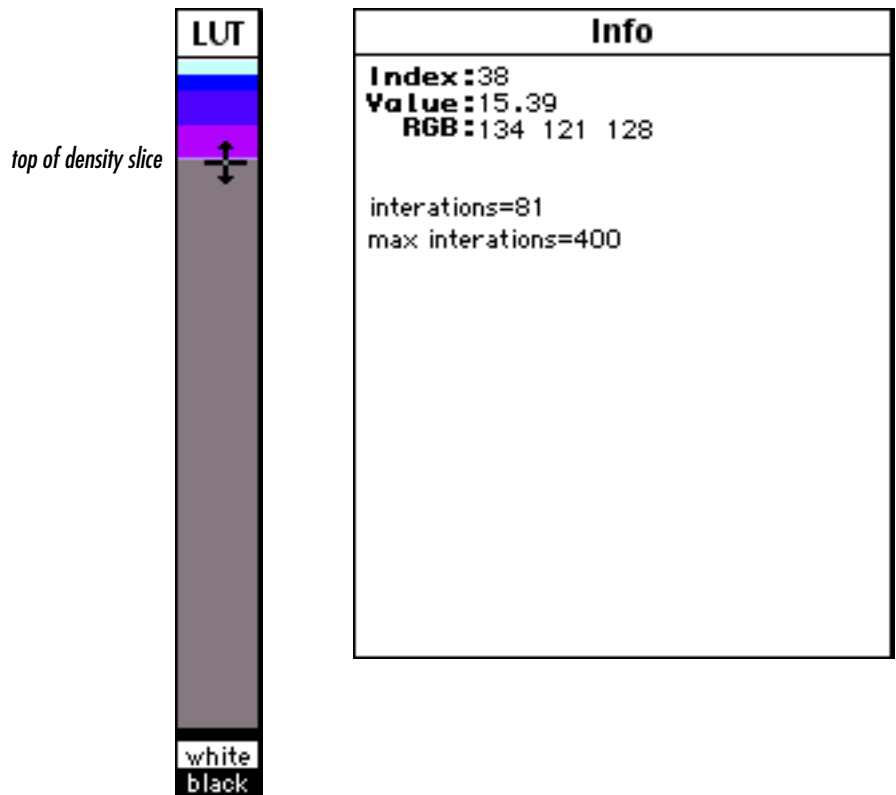 LUT
top of density slice
white
black
Info
Index:38
Value:15.39
RGB:134 121 128
interations=81
max interations=400